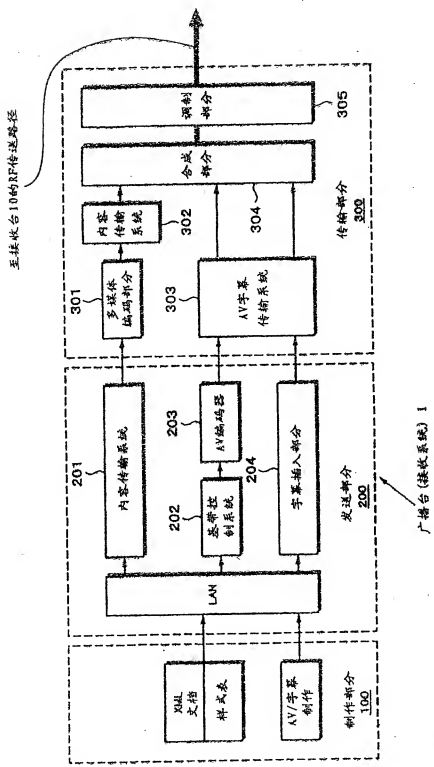 至接收台10的RF传送路径
XML
文档
样式表
AV/字幕
制作
制作部分
100
LAN
201
内容传输系统
202
基带控
制系统
203
AV编码器
204
字幕插入部分
发送部分
200
301
多媒体
编码部分
302
内容
传输系统
303
AV字幕
传输系统
304
合成
部分
305
调制
部分
传输部分
300
广播台(接收系统) 1